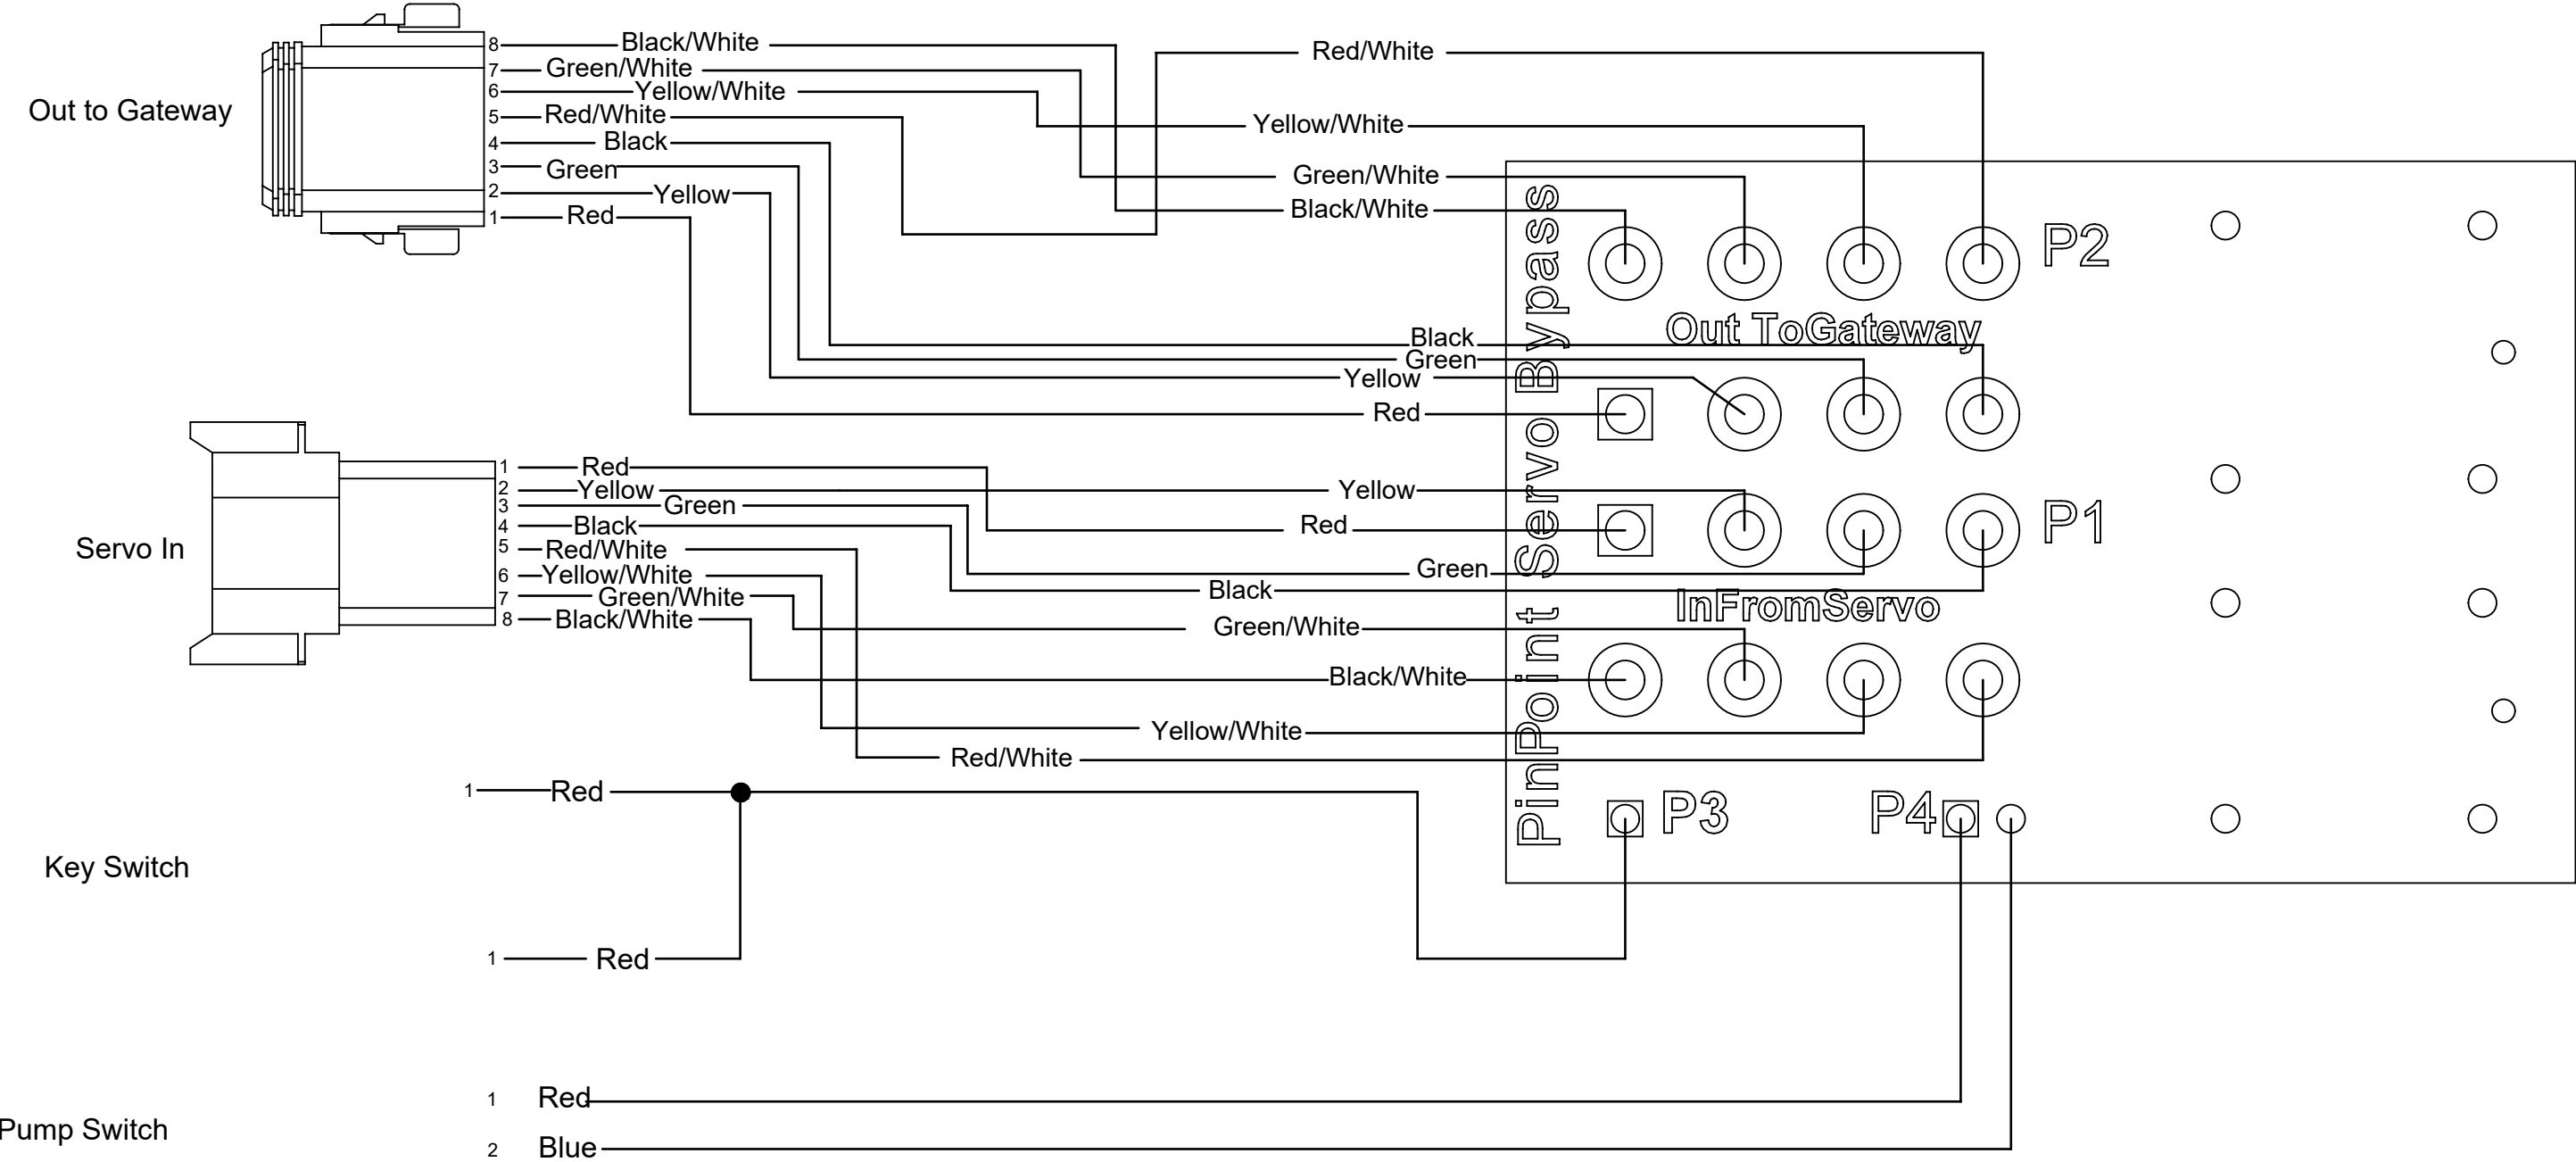 Out to Gateway
8 Black/White
7 Green/White
6 Yellow/White
5 Red/White
4 Black
3 Green
2 Yellow
1 Red
Red/White
Yellow/White
Green/White
Black/White
P2
Out ToGateway
Black
Green
Yellow
Red
PinPoint Servo Bypass
Servo In
1 Red
2 Yellow
3 Green
4 Black
5 Red/White
6 Yellow/White
7 Green/White
8 Black/White
Yellow
Red
P1
Green
Black
InFromServo
Green/White
Black/White
Yellow/White
Red/White
1 Red
P3
P4
Key Switch
1 Red
Pump Switch
1 Red
2 Blue